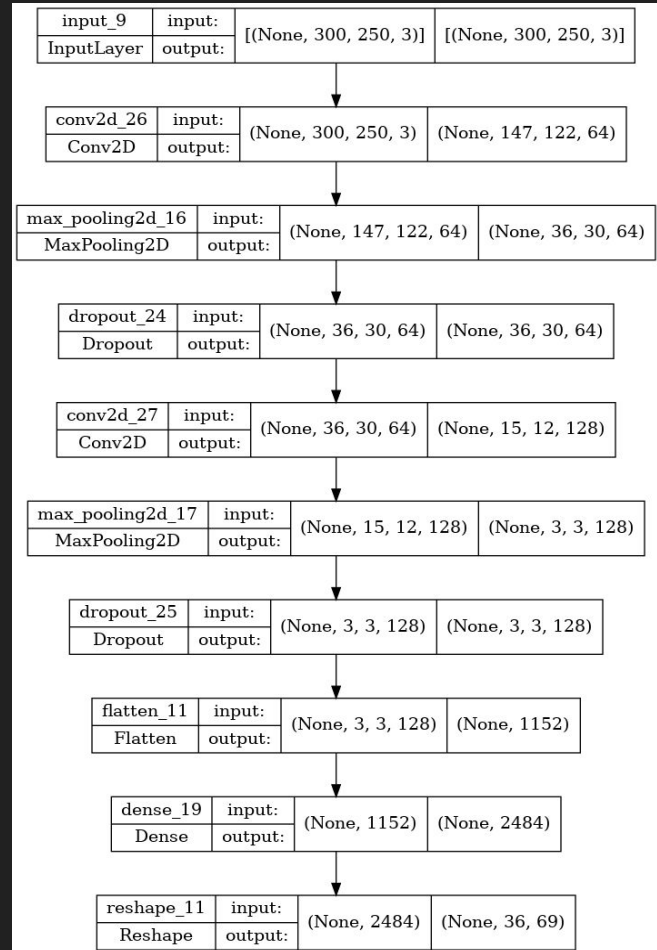 input_9 input: [(None, 300, 250, 3)] [(None, 300, 250, 3)]
InputLayer output:
conv2d_26 input: (None, 300, 250, 3) (None, 147, 122, 64)
Conv2D output:
max_pooling2d_16 input: (None, 147, 122, 64) (None, 36, 30, 64)
MaxPooling2D output:
dropout_24 input: (None, 36, 30, 64) (None, 36, 30, 64)
Dropout output:
conv2d_27 input: (None, 36, 30, 64) (None, 15, 12, 128)
Conv2D output:
max_pooling2d_17 input: (None, 15, 12, 128) (None, 3, 3, 128)
MaxPooling2D output:
dropout_25 input: (None, 3, 3, 128) (None, 3, 3, 128)
Dropout output:
flatten_11 input: (None, 3, 3, 128) (None, 1152)
Flatten output:
dense_19 input: (None, 1152) (None, 2484)
Dense output:
reshape_11 input: (None, 2484) (None, 36, 69)
Reshape output: